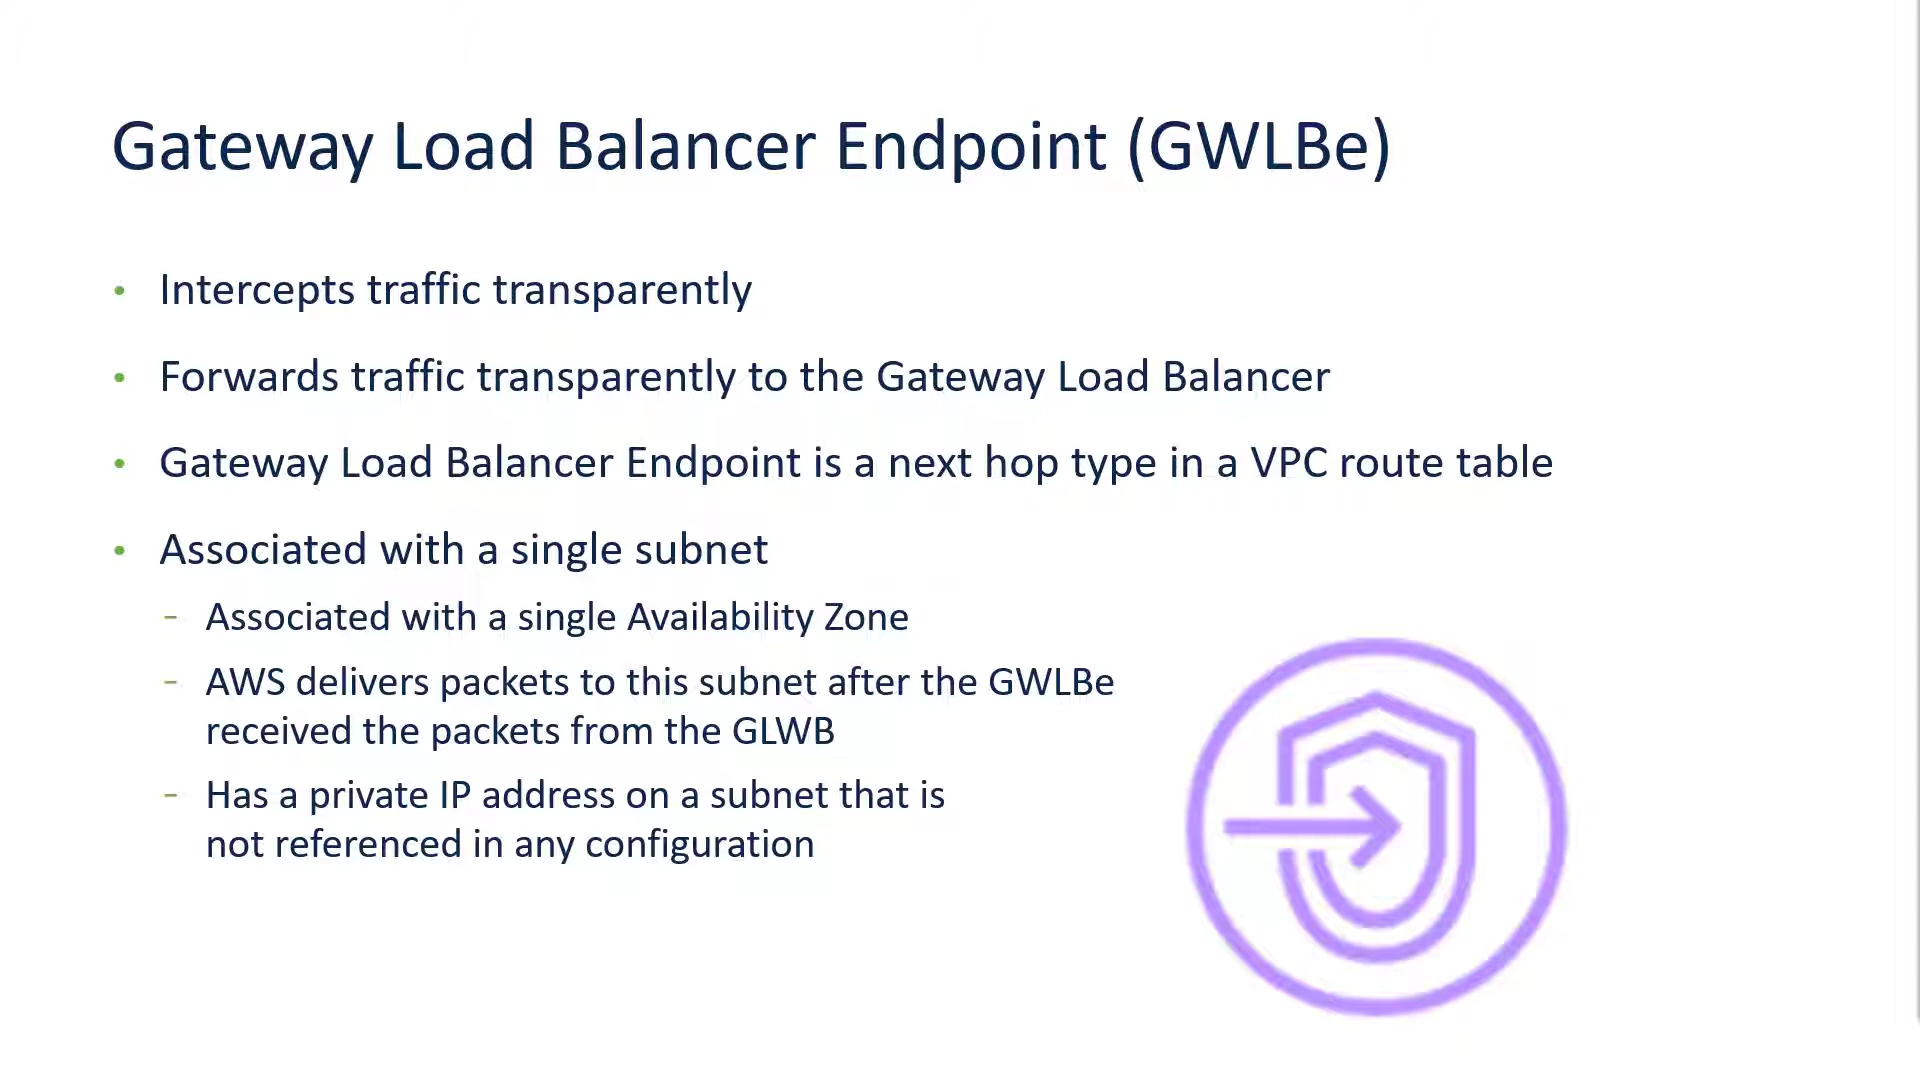 Gateway Load Balancer Endpoint (GWLBe)
• Intercepts traffic transparently
• Forwards traffic transparently to the Gateway Load Balancer
• Gateway Load Balancer Endpoint is a next hop type in a VPC route table
• Associated with a single subnet
– Associated with a single Availability Zone
– AWS delivers packets to this subnet after the GWLBe
received the packets from the GLWB
– Has a private IP address on a subnet that is
not referenced in any configuration